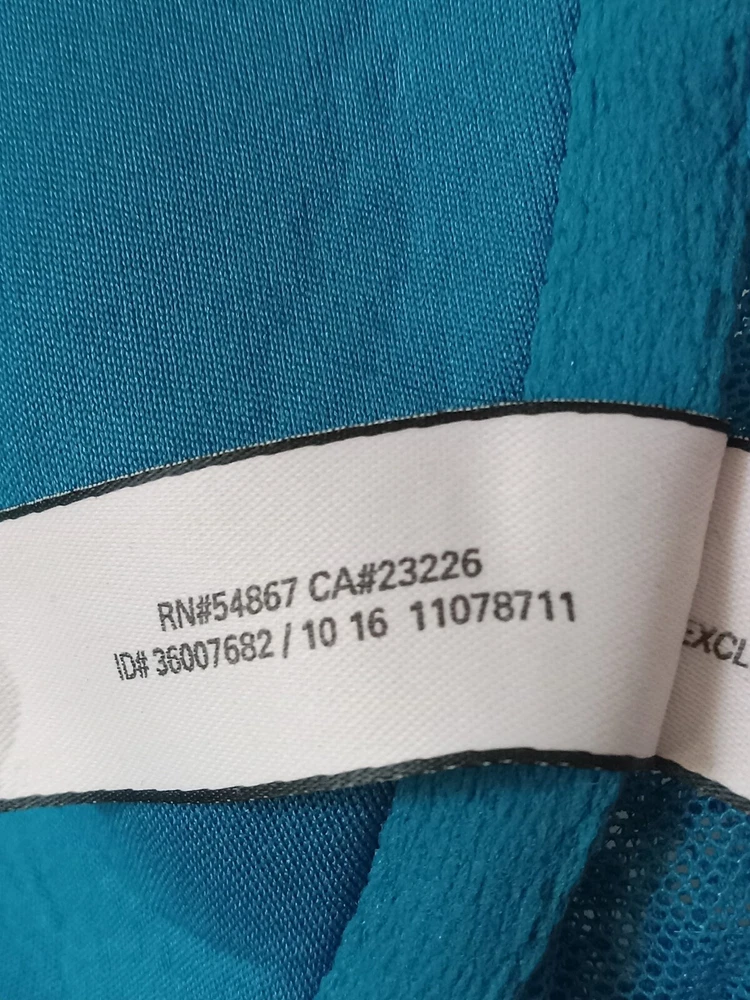 RN#54867 CA#23226
ID# 36007682 / 10 16 11078711
EXCL